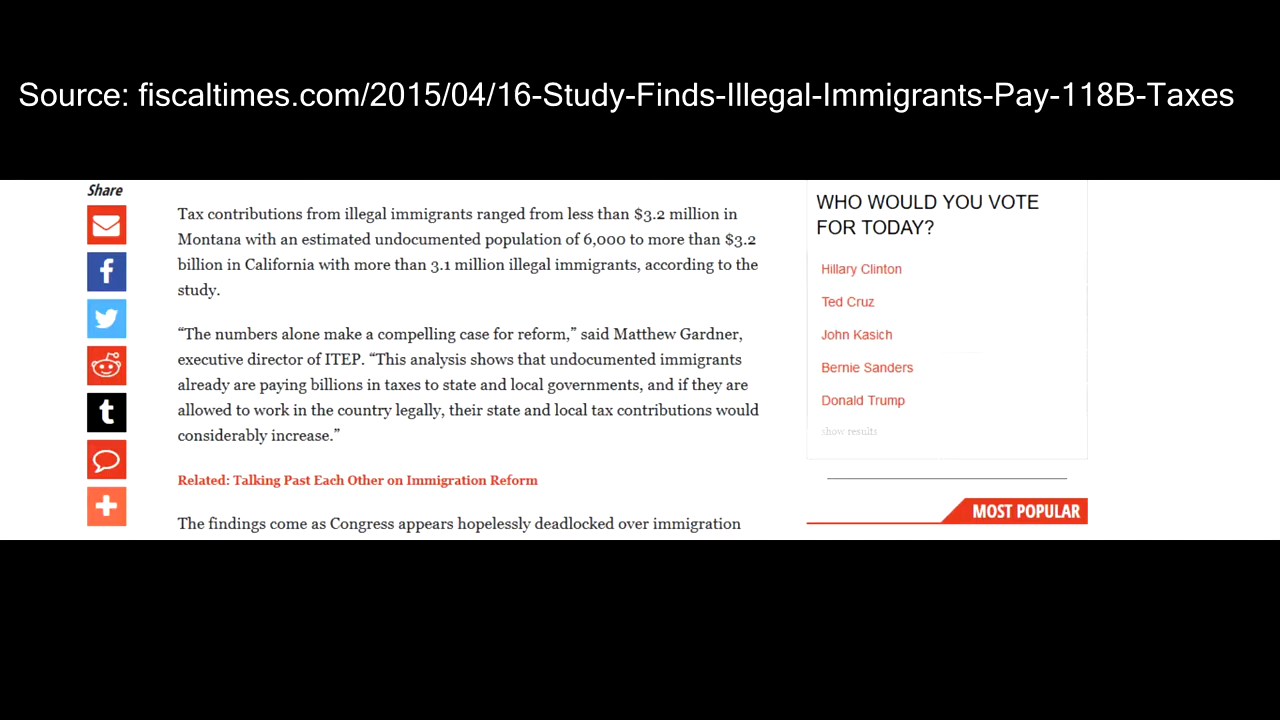 Source: fiscaltimes.com/2015/04/16-Study-Finds-Illegal-Immigrants-Pay-118B-Taxes
Share
Tax contributions from illegal immigrants ranged from less than $3.2 million in
Montana with an estimated undocumented population of 6,000 to more than $3.2
billion in California with more than 3.1 million illegal immigrants, according to the
study.
“The numbers alone make a compelling case for reform,” said Matthew Gardner,
executive director of ITEP. “This analysis shows that undocumented immigrants
already are paying billions in taxes to state and local governments, and if they are
allowed to work in the country legally, their state and local tax contributions would
considerably increase.”
Related: Talking Past Each Other on Immigration Reform
The findings come as Congress appears hopelessly deadlocked over immigration
WHO WOULD YOU VOTE
FOR TODAY?
Hillary Clinton
Ted Cruz
John Kasich
Bernie Sanders
Donald Trump
show results
MOST POPULAR